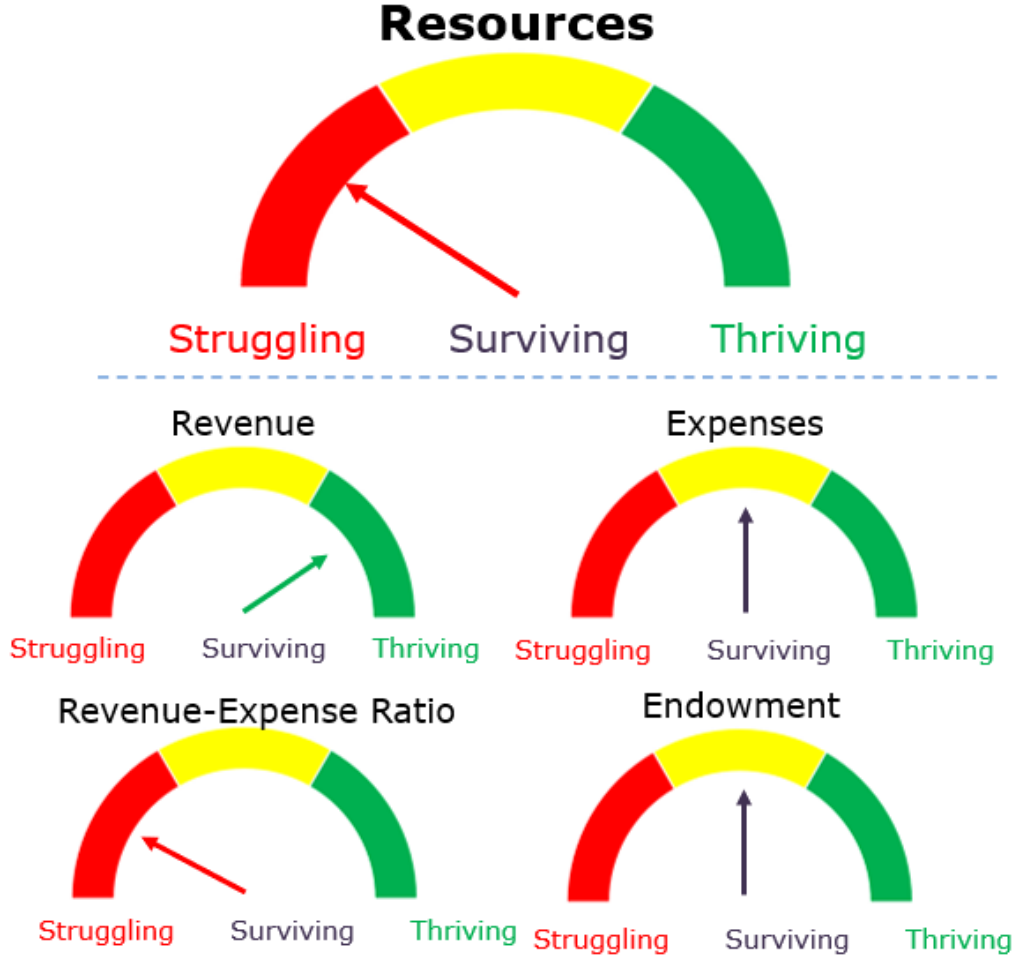 Resources
Struggling Surviving Thriving
Revenue Expenses
Struggling Surviving Thriving Struggling Surviving Thriving
Revenue-Expense Ratio Endowment
Struggling Surviving Thriving Struggling Surviving Thriving